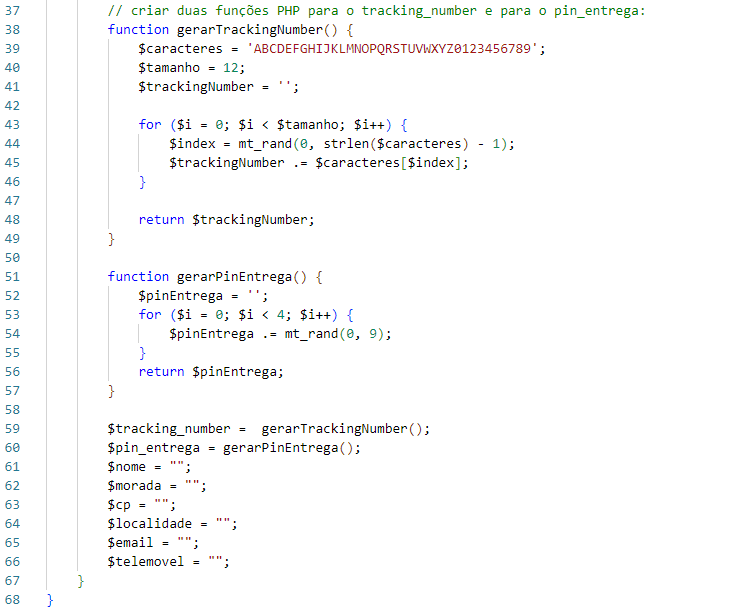 37 // criar duas funções PHP para o tracking_number e para o pin_entrega:
38 function gerarTrackingNumber() {
39 $caracteres = 'ABCDEFGHIJKLMNOPQRSTUVWXYZ0123456789';
40 $tamanho = 12;
41 $trackingNumber = '';
42
43 for ($i = 0; $i < $tamanho; $i++) {
44 $index = mt_rand(0, strlen($caracteres) - 1);
45 $trackingNumber .= $caracteres[$index];
46 }
47
48 return $trackingNumber;
49 }
50
51 function gerarPinEntrega() {
52 $pinEntrega = '';
53 for ($i = 0; $i < 4; $i++) {
54 $pinEntrega .= mt_rand(0, 9);
55 }
56 return $pinEntrega;
57 }
58
59 $tracking_number =  gerarTrackingNumber();
60 $pin_entrega = gerarPinEntrega();
61 $nome = "";
62 $morada = "";
63 $cp = "";
64 $localidade = "";
65 $email = "";
66 $telemovel = "";
67 }
68 }